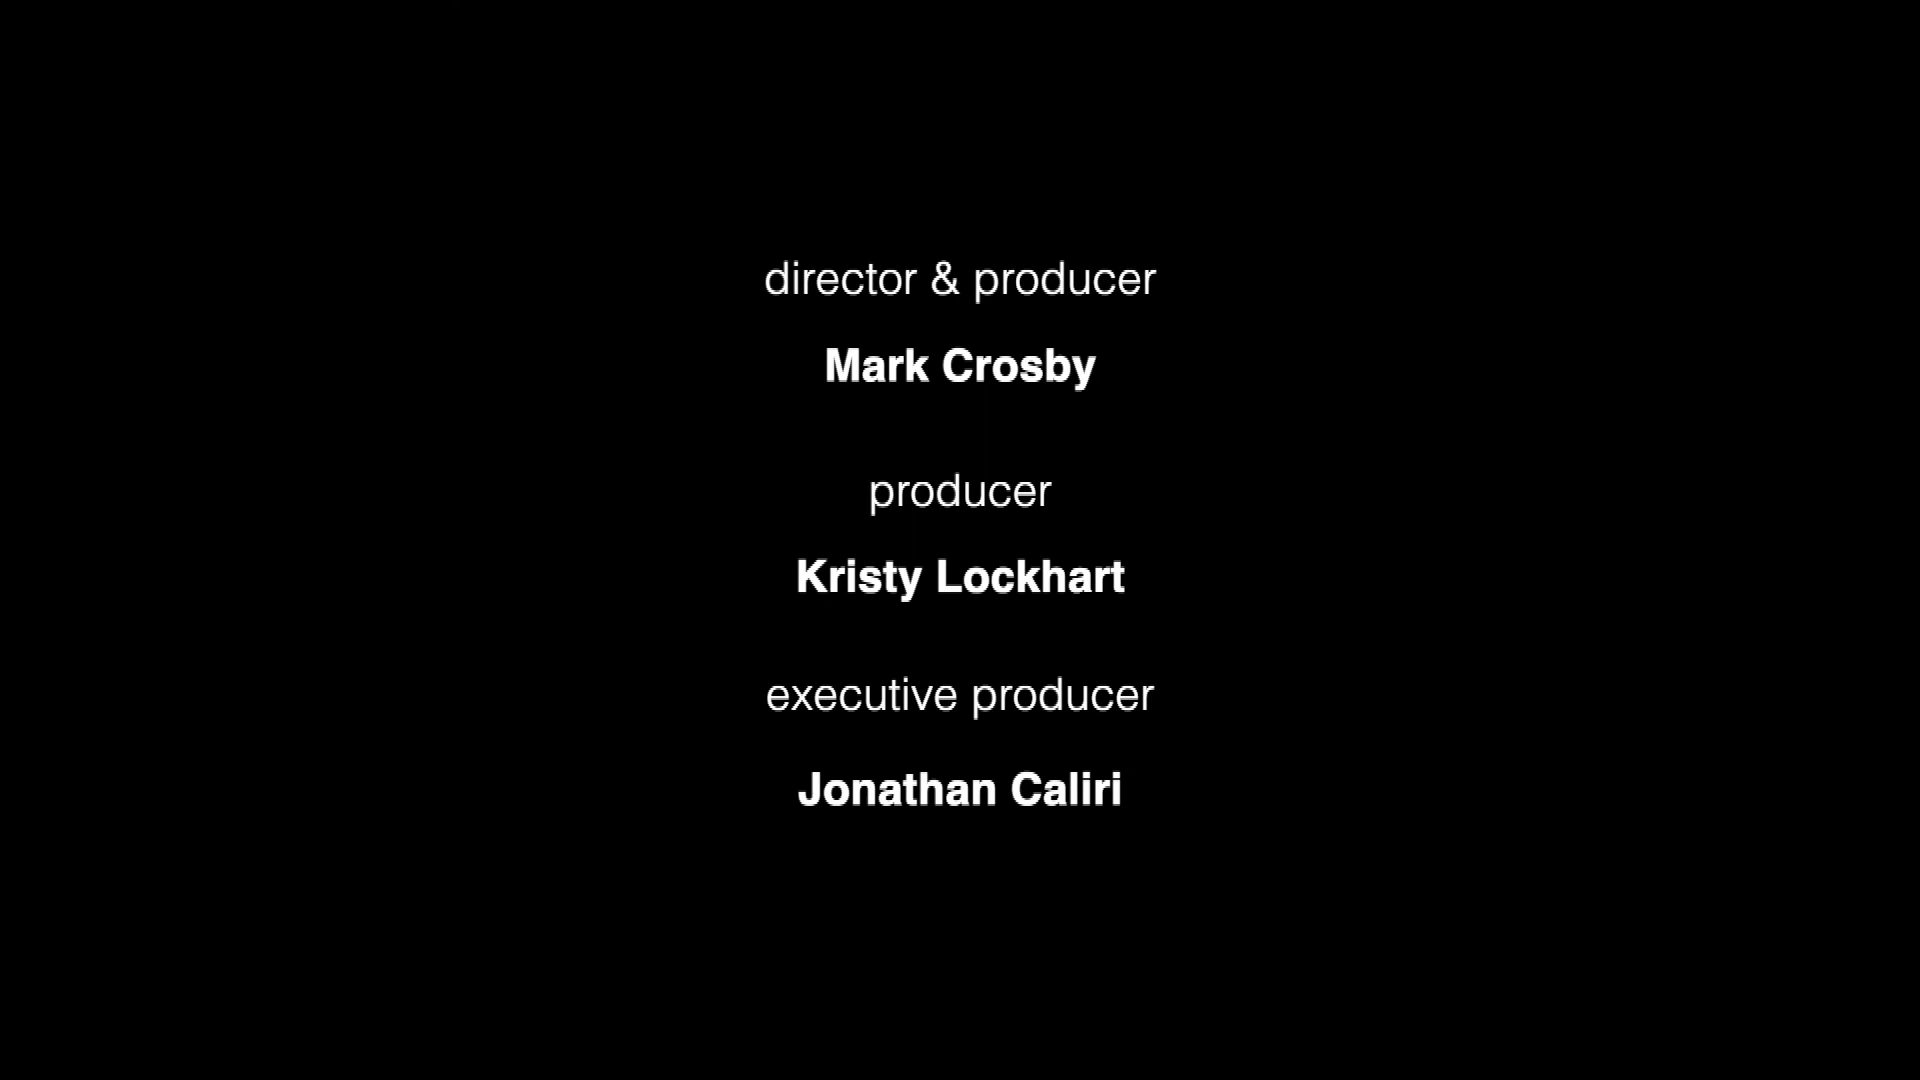 director & producer
Mark Crosby
producer
Kristy Lockhart
executive producer
Jonathan Caliri